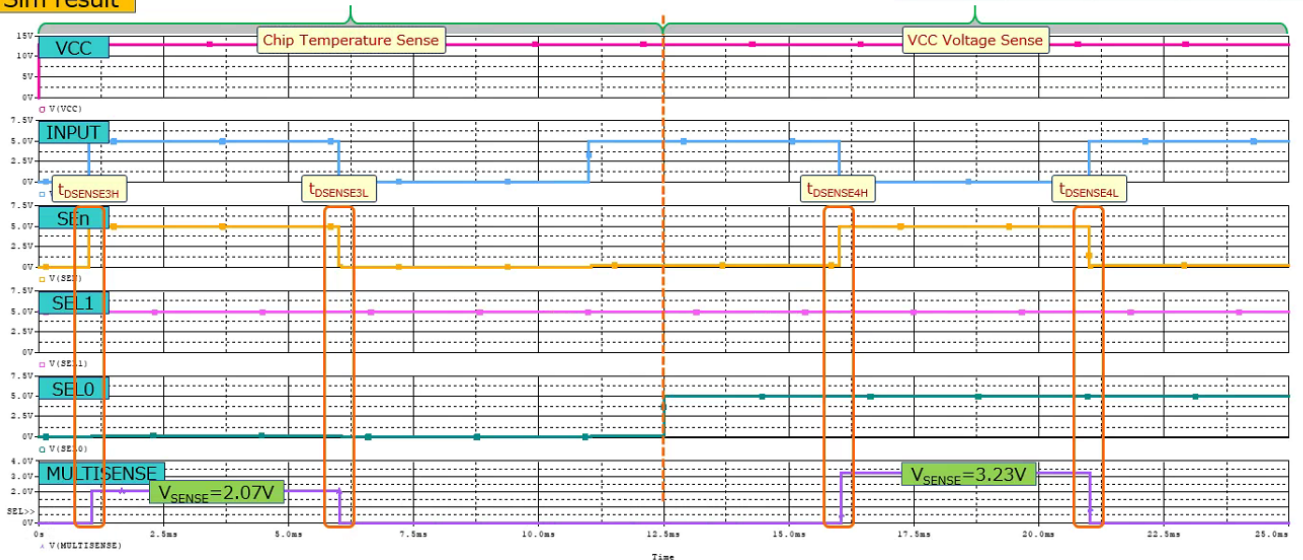 Sim result
Chip Temperature Sense
VCC Voltage Sense
15V
10V
5V
0V
VCC
V(VCC)
7.5V
5.0V
2.5V
0V
INPUT
tDSENSE3H
tDSENSE3L
tDSENSE4H
tDSENSE4L
7.5V
5.0V
2.5V
0V
SEn
V(SEN)
7.5V
5.0V
2.5V
0V
SEL1
V(SEL1)
7.5V
5.0V
2.5V
0V
SEL0
V(SEL0)
4.0V
3.0V
2.0V
SEL>>
0V
MULTISENSE
VSENSE=2.07V
VSENSE=3.23V
0s 2.5ms 5.0ms 7.5ms 10.0ms 12.5ms 15.0ms 17.5ms 20.0ms 22.5ms 25.0ms
V(MULTISENSE)
Time